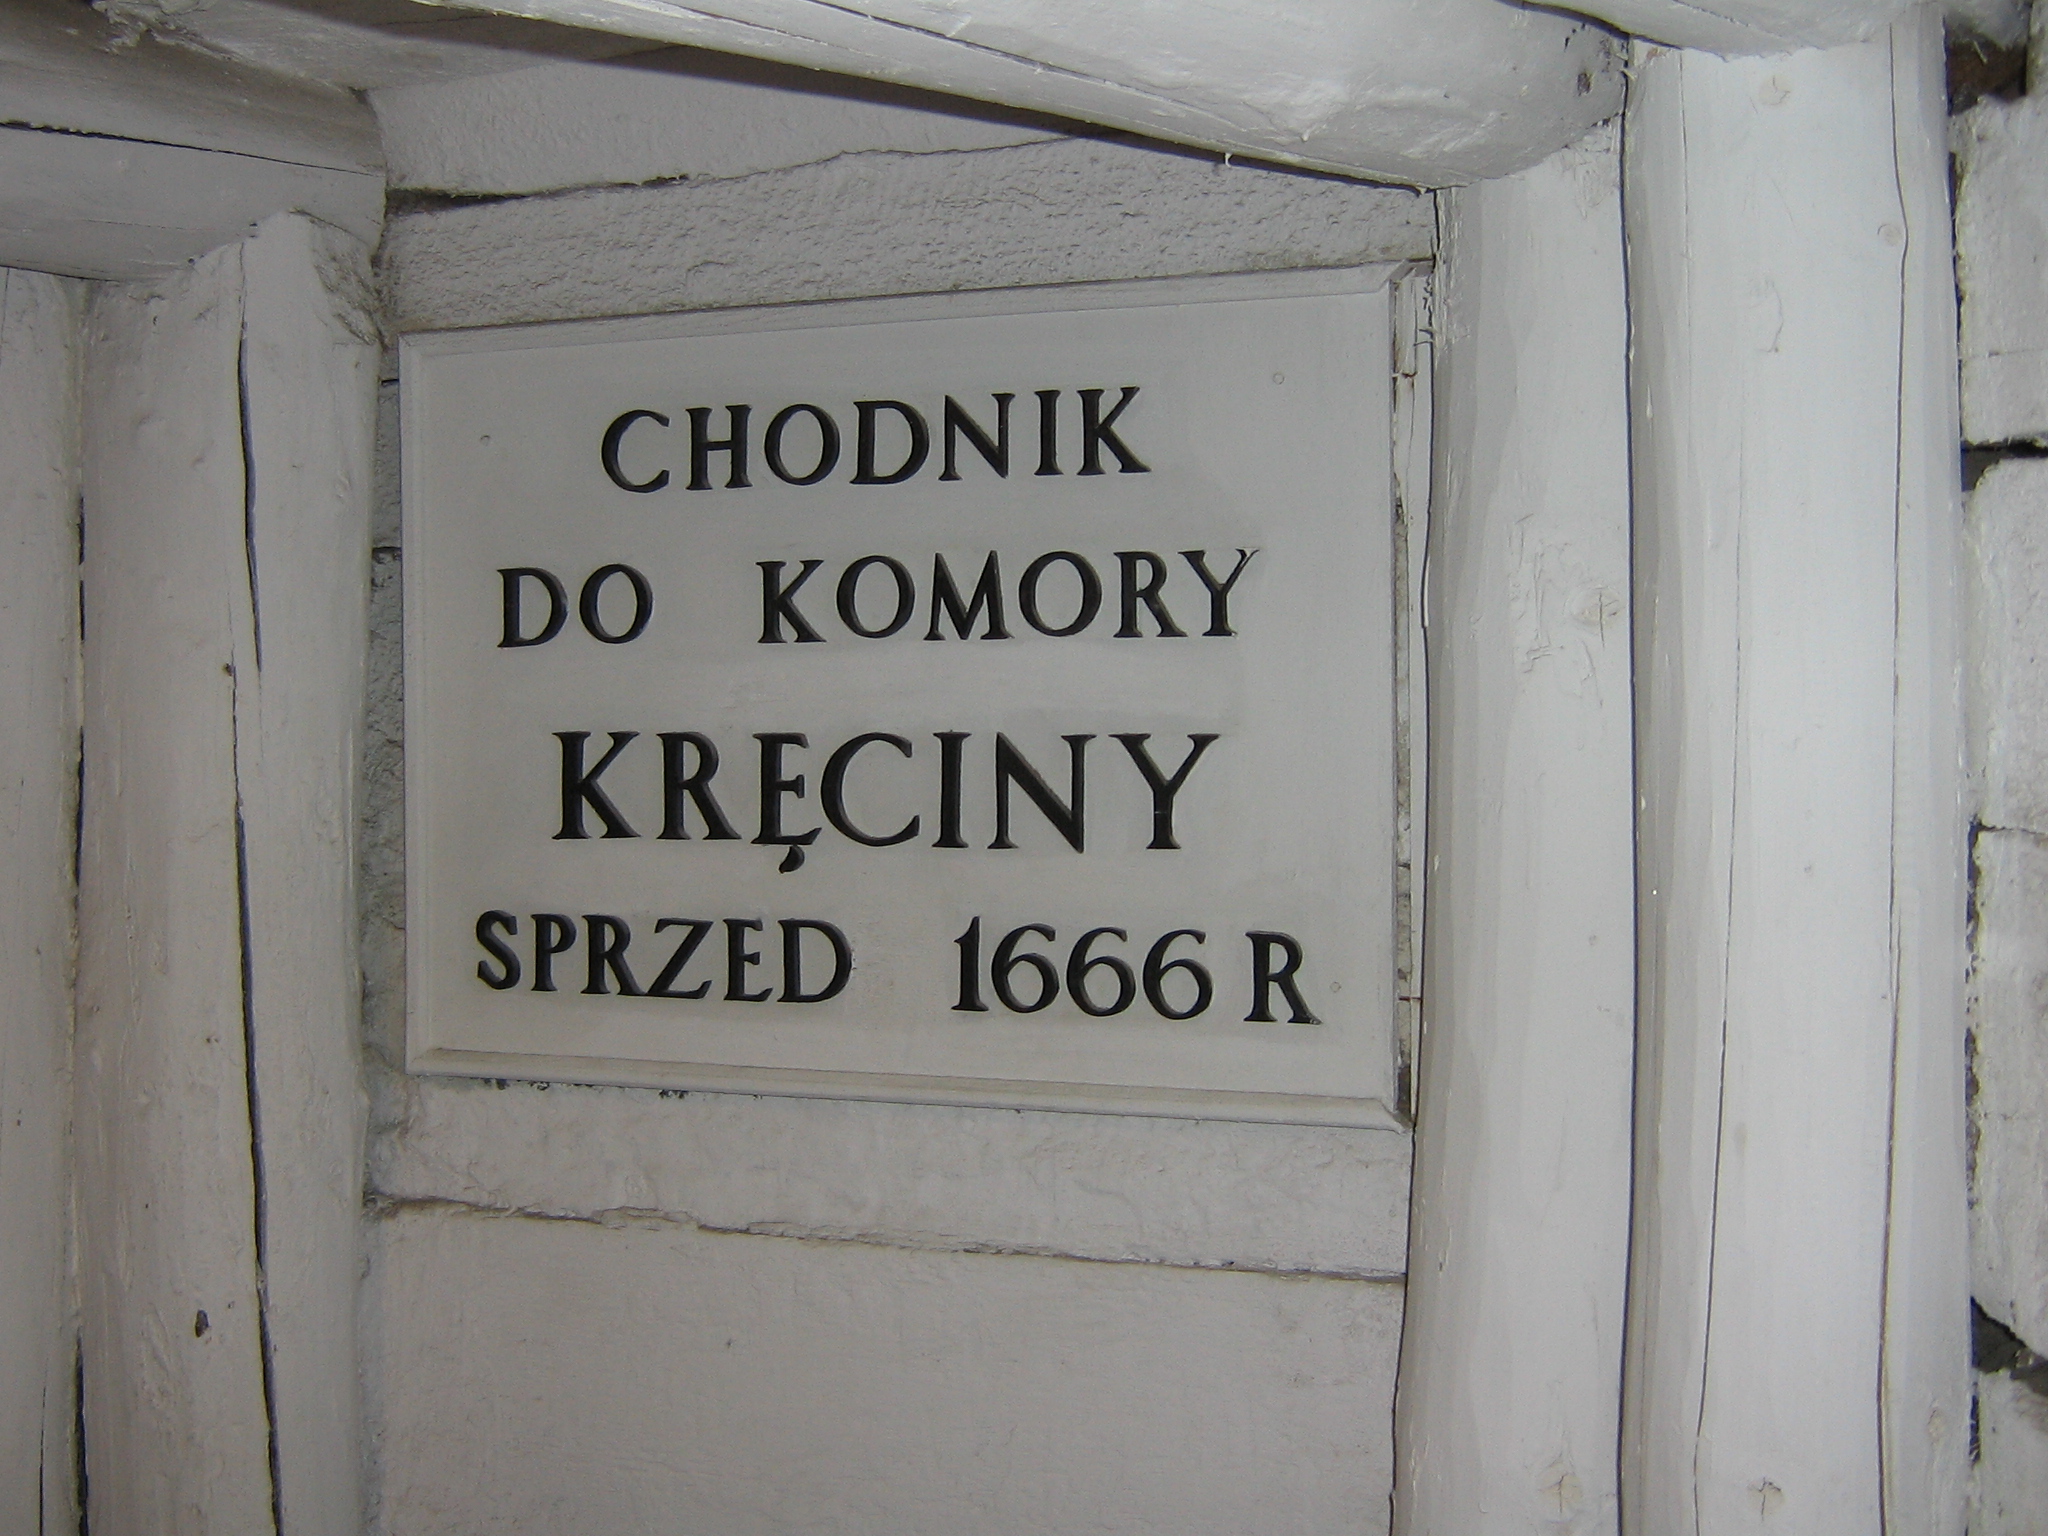 CHODNIK
DO KOMORY
KRĘCINY
SPRZED 1666 R